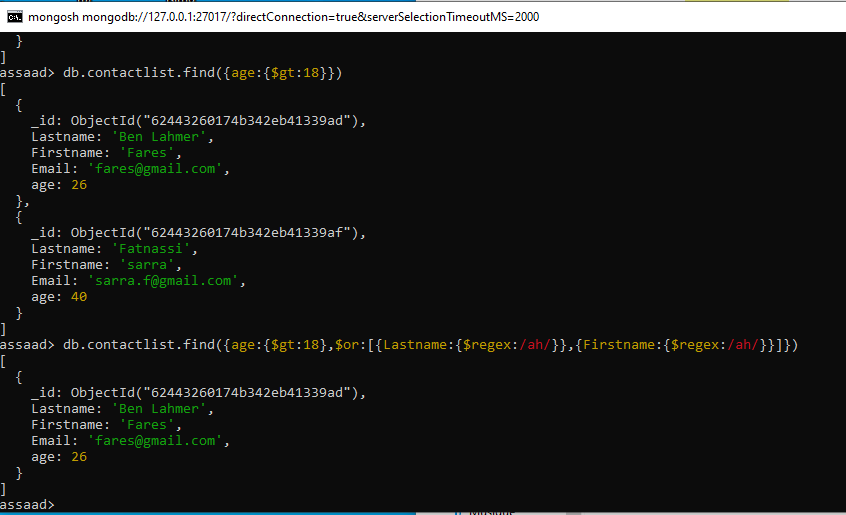 mongosh mongodb://127.0.0.1:27017/?directConnection=true&serverSelectionTimeoutMS=2000
}
]
assaad> db.contactlist.find({age:{$gt:18}})
[
{
_id: ObjectId("62443260174b342eb41339ad"),
Lastname: 'Ben Lahmer',
Firstname: 'Fares',
Email: 'fares@gmail.com',
age: 26
},
{
_id: ObjectId("62443260174b342eb41339af"),
Lastname: 'Fatnassi',
Firstname: 'sarra',
Email: 'sarra.f@gmail.com',
age: 40
}
]
assaad> db.contactlist.find({age:{$gt:18},$or:[{Lastname:{$regex:/ah/}},{Firstname:{$regex:/ah/}}]})
[
{
_id: ObjectId("62443260174b342eb41339ad"),
Lastname: 'Ben Lahmer',
Firstname: 'Fares',
Email: 'fares@gmail.com',
age: 26
}
]
assaad>